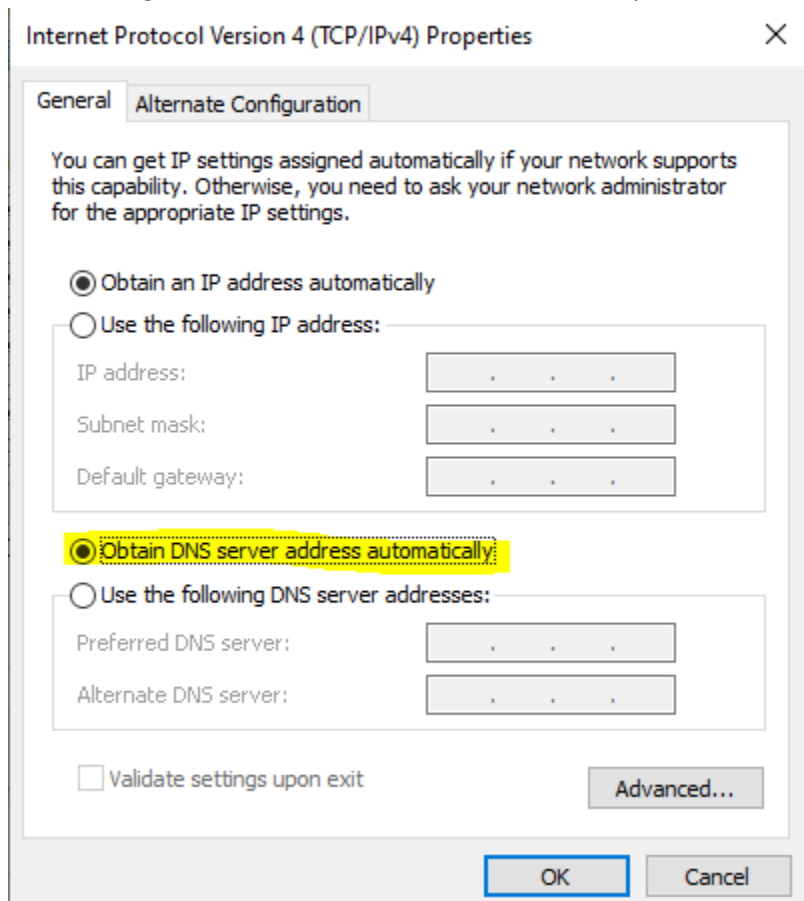 Internet Protocol Version 4 (TCP/IPv4) Properties
General Alternate Configuration
You can get IP settings assigned automatically if your network supports
this capability. Otherwise, you need to ask your network administrator
for the appropriate IP settings.
Obtain an IP address automatically
Use the following IP address:
IP address:
Subnet mask:
Default gateway:
Obtain DNS server address automatically
Use the following DNS server addresses:
Preferred DNS server:
Alternate DNS server:
Validate settings upon exit
Advanced...
OK Cancel